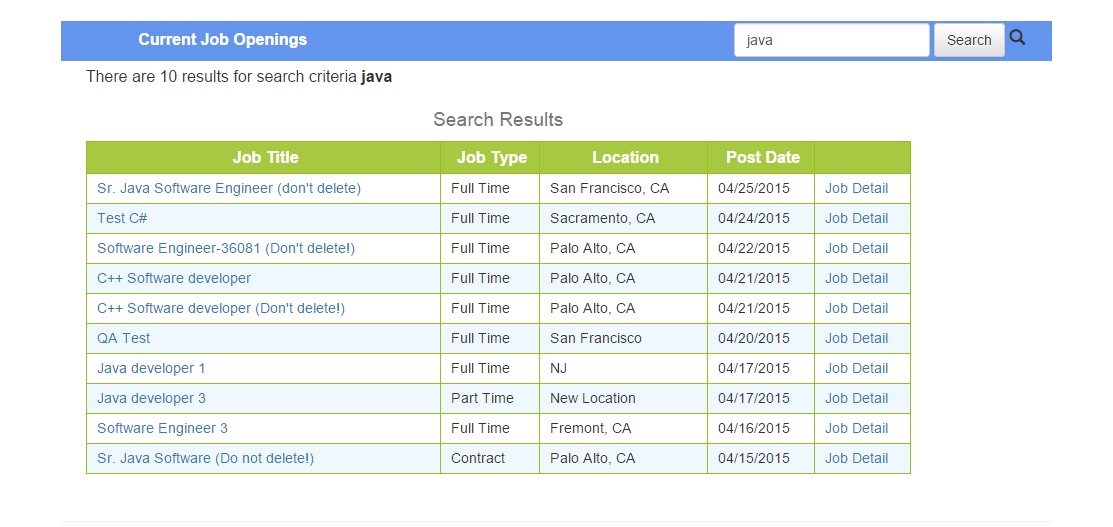 Current Job Openings java Search
There are 10 results for search criteria java
Search Results
Job Title Job Type Location Post Date
Sr. Java Software Engineer (don't delete) Full Time San Francisco, CA 04/25/2015 Job Detail
Test C# Full Time Sacramento, CA 04/24/2015 Job Detail
Software Engineer-36081 (Don't delete!) Full Time Palo Alto, CA 04/22/2015 Job Detail
C++ Software developer Full Time Palo Alto, CA 04/21/2015 Job Detail
C++ Software developer (Don't delete!) Full Time Palo Alto, CA 04/21/2015 Job Detail
QA Test Full Time San Francisco 04/20/2015 Job Detail
Java developer 1 Full Time NJ 04/17/2015 Job Detail
Java developer 3 Part Time New Location 04/17/2015 Job Detail
Software Engineer 3 Full Time Fremont, CA 04/16/2015 Job Detail
Sr. Java Software (Do not delete!) Contract Palo Alto, CA 04/15/2015 Job Detail